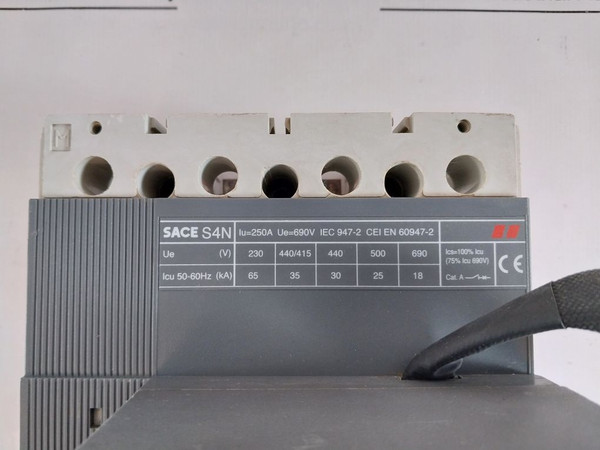 SACE S4N Iu=250A Ue=690V IEC 947-2 CEI EN 60947-2
Ue (V) 230 440/415 440 500 690 Ics=100% Icu
(75% Icu 690V)
Icu 50-60Hz (kA) 65 35 30 25 18 Cat. A
CE